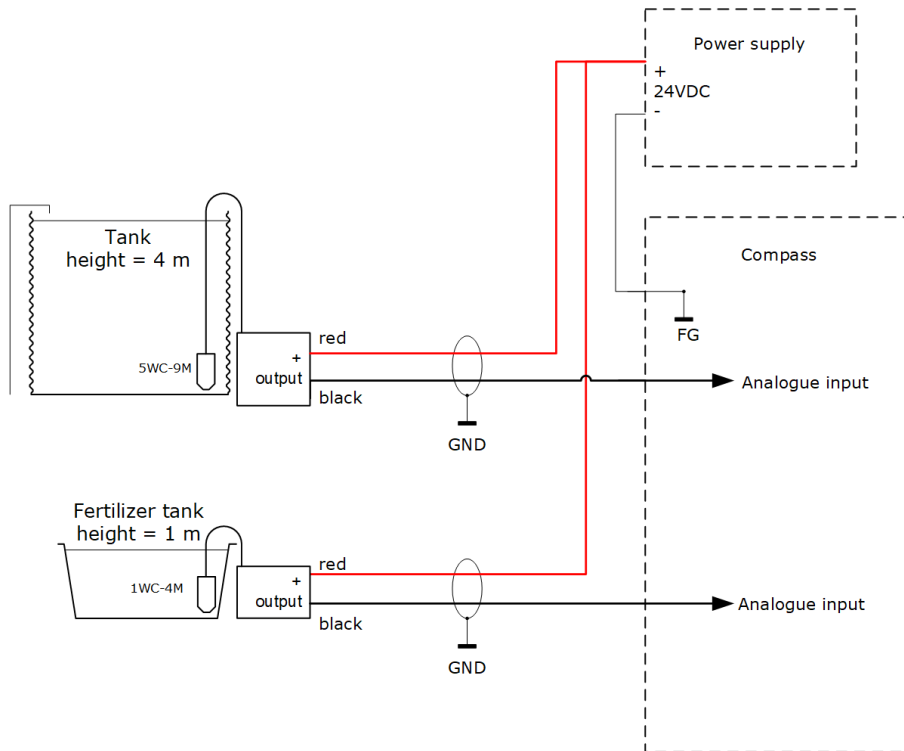 Power supply
+
24VDC
-
Tank
height = 4 m
5WC-9M
+
output
red
black
GND
Compass
FG
Analogue input
Fertilizer tank
height = 1 m
1WC-4M
+
output
red
black
GND
Analogue input